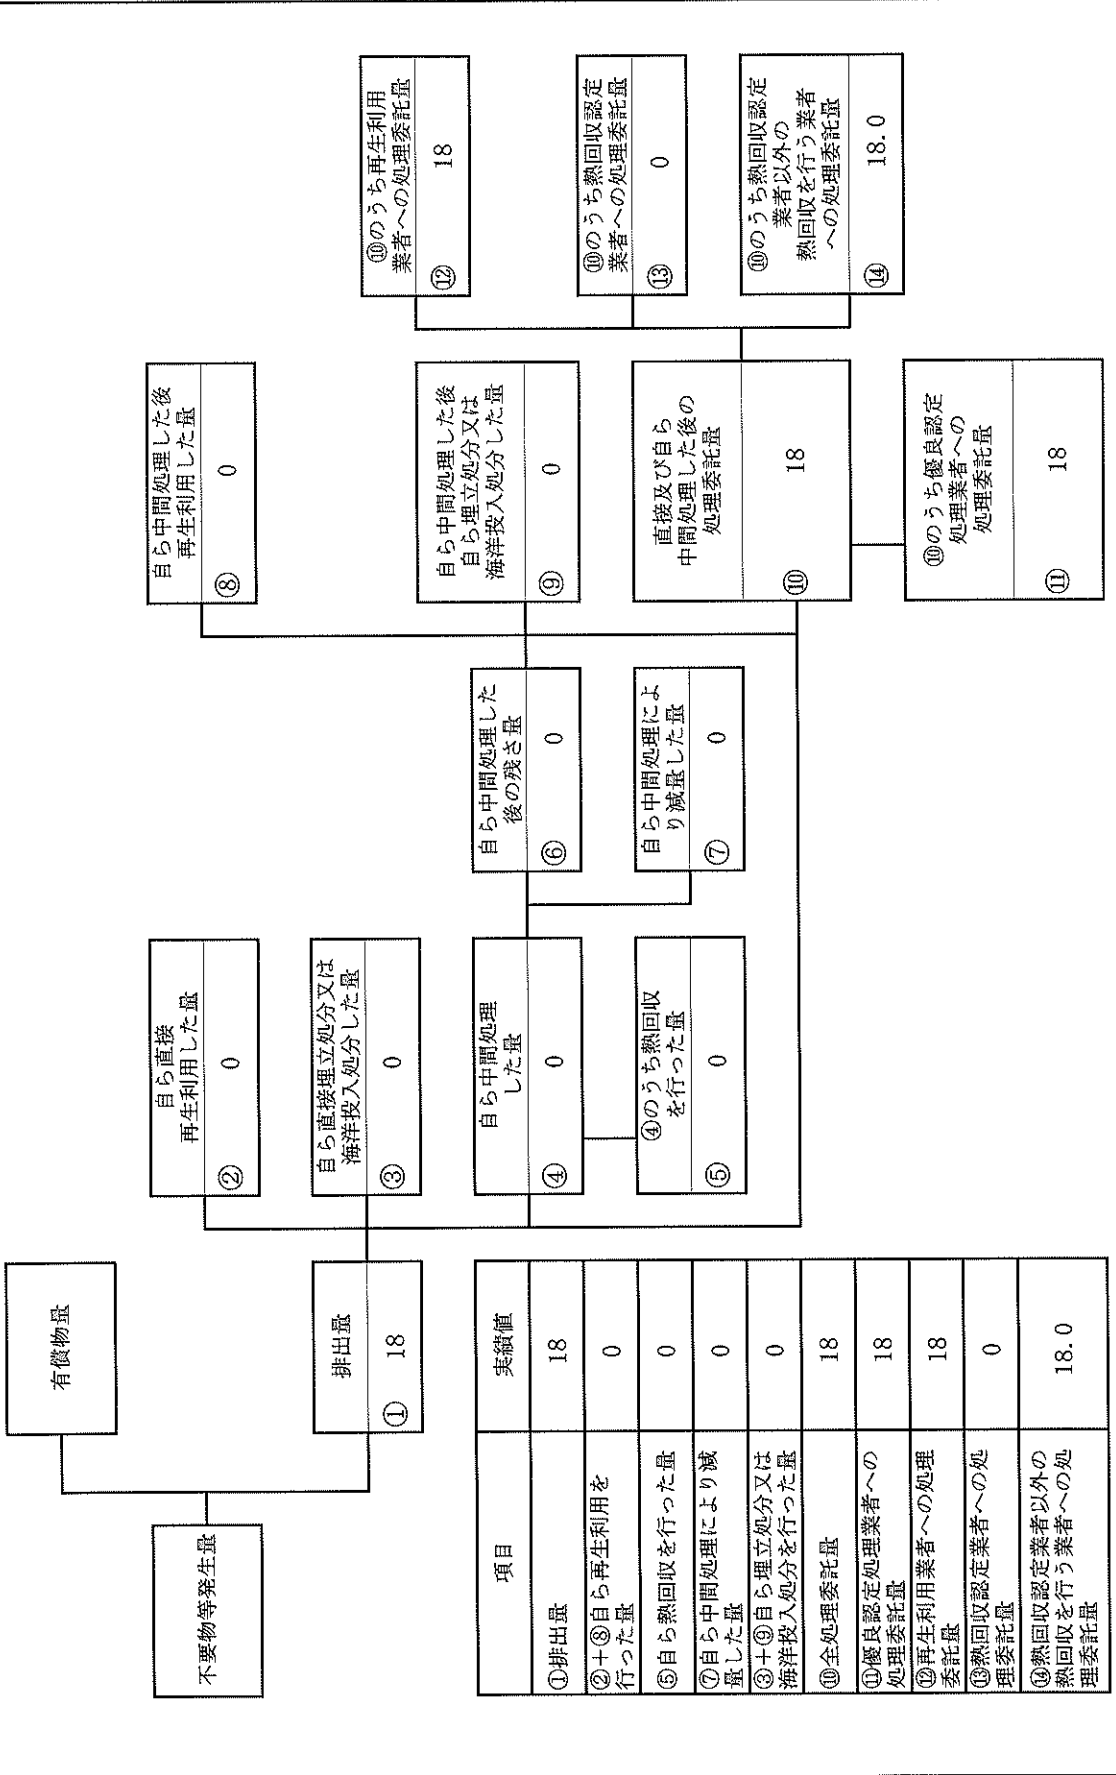 有償物量
不要物等発生量
排出量
① 18
自ら直接
再生利用した量
② 0
自ら直接埋立処分又は
海洋投入処分した量
③ 0
自ら中間処理
した量
④ 0
④のうち熱回収
を行った量
⑤ 0
自ら中間処理した
後の残さ量
⑥ 0
自ら中間処理によ
り減量した量
⑦ 0
自ら中間処理した後
再生利用した量
⑧ 0
自ら中間処理した後
自ら埋立処分又は
海洋投入処分した量
⑨ 0
直接及び自ら
中間処理した後の
処理委託量
⑩ 18
⑩のうち優良認定
処理業者への
処理委託量
⑪ 18
⑩のうち再生利用
業者への処理委託量
⑫ 18
⑩のうち熱回収認定
業者への処理委託量
⑬ 0
⑩のうち熱回収認定
業者以外の
熱回収を行う業者
への処理委託量
⑭ 18.0
項目 実績値
①排出量 18
②+⑧自ら再生利用を
行った量 0
⑤自ら熱回収を行った量 0
⑦自ら中間処理により減
量した量 0
③+⑨自ら埋立処分又は
海洋投入処分を行った量 0
⑩全処理委託量 18
⑪優良認定処理業者への
処理委託量 18
⑫再生利用業者への処理
委託量 18
⑬熱回収認定業者への処
理委託量 0
⑭熱回収認定業者以外の
熱回収を行う業者への処
理委託量 18.0